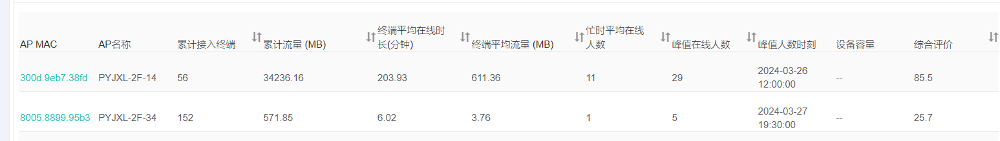 AP MAC
AP名称
累计接入终端
累计流量 (MB)
终端平均在线时
长(分钟)
终端平均流量 (MB)
忙时平均在线
人数
峰值在线人数
峰值人数时刻
设备容量
综合评价
300d.9eb7.38fd
PYJXL-2F-14
56
34236.16
203.93
611.36
11
29
2024-03-26
12:00:00
--
85.5
8005.8899.95b3
PYJXL-2F-34
152
571.85
6.02
3.76
1
5
2024-03-27
19:30:00
--
25.7